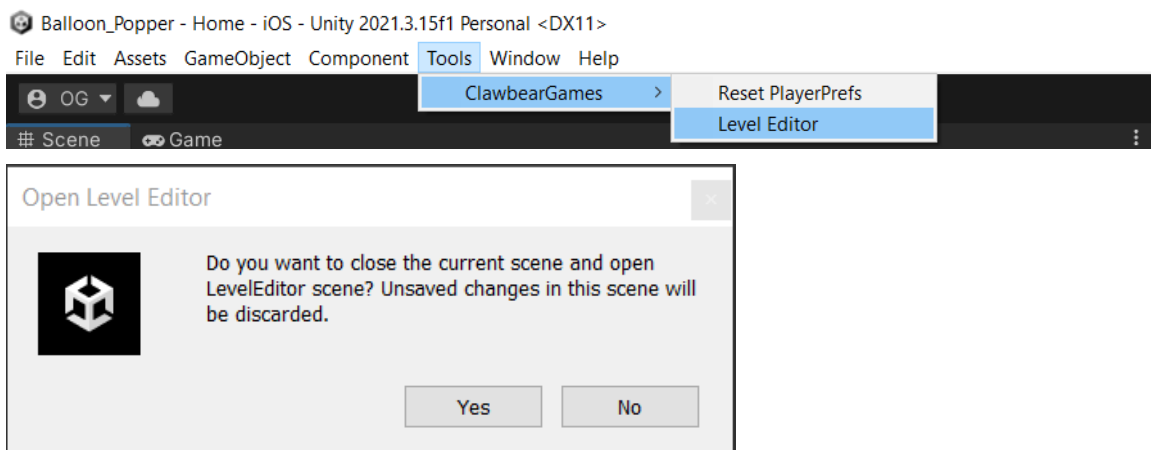 Balloon_Popper - Home - iOS - Unity 2021.3.15f1 Personal <DX11>
File Edit Assets GameObject Component Tools Window Help
OG
ClawbearGames
Reset PlayerPrefs
Level Editor
Scene Game
Open Level Editor
Do you want to close the current scene and open
LevelEditor scene? Unsaved changes in this scene will
be discarded.
Yes No